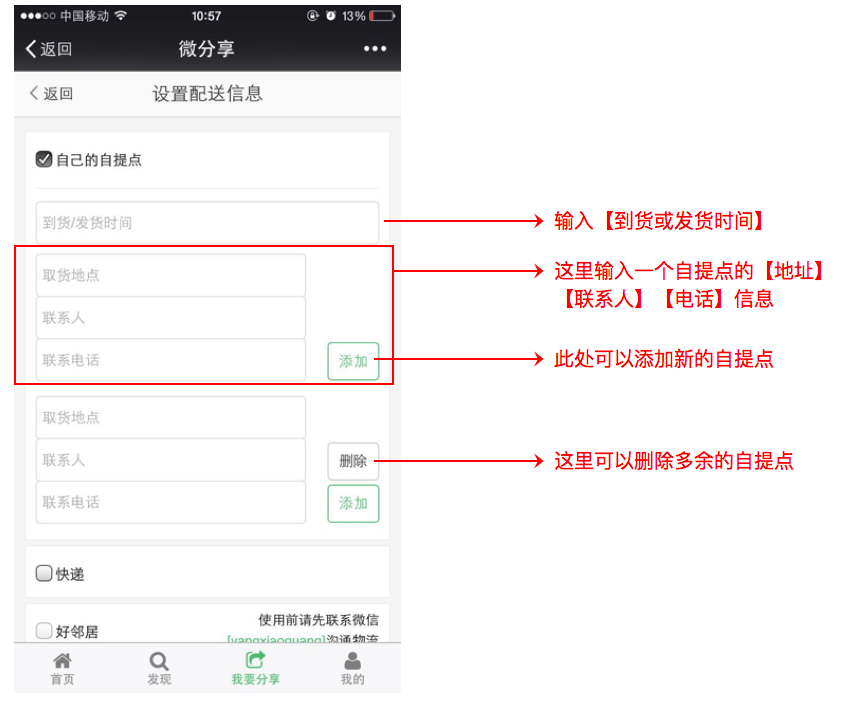 中国移动 10:57 13%
返回 微分享
返回 设置配送信息
自己的自提点
到货/发货时间
输入【到货或发货时间】
取货地点
这里输入一个自提点的【地址】
【联系人】【电话】信息
联系人
联系电话
添加
此处可以添加新的自提点
取货地点
联系人
删除
这里可以删除多余的自提点
联系电话
添加
快递
好邻居
使用前请先联系微信
[yangxiaoguang]沟通物流
首页 发现 我要分享 我的